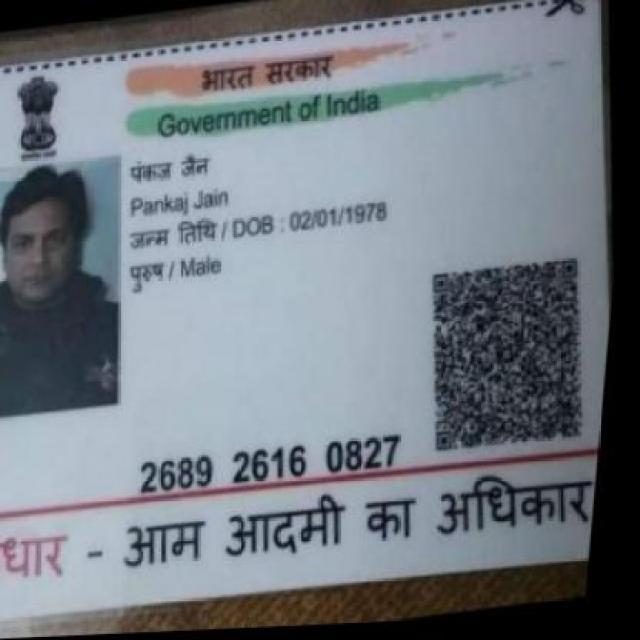 भारत सरकार
Government of India
पंकज जैन
Pankaj Jain
जन्म तिथि / DOB : 02/01/1978
पुरुष / Male
2689 2616 0827
धार - आम आदमी का अधिकार